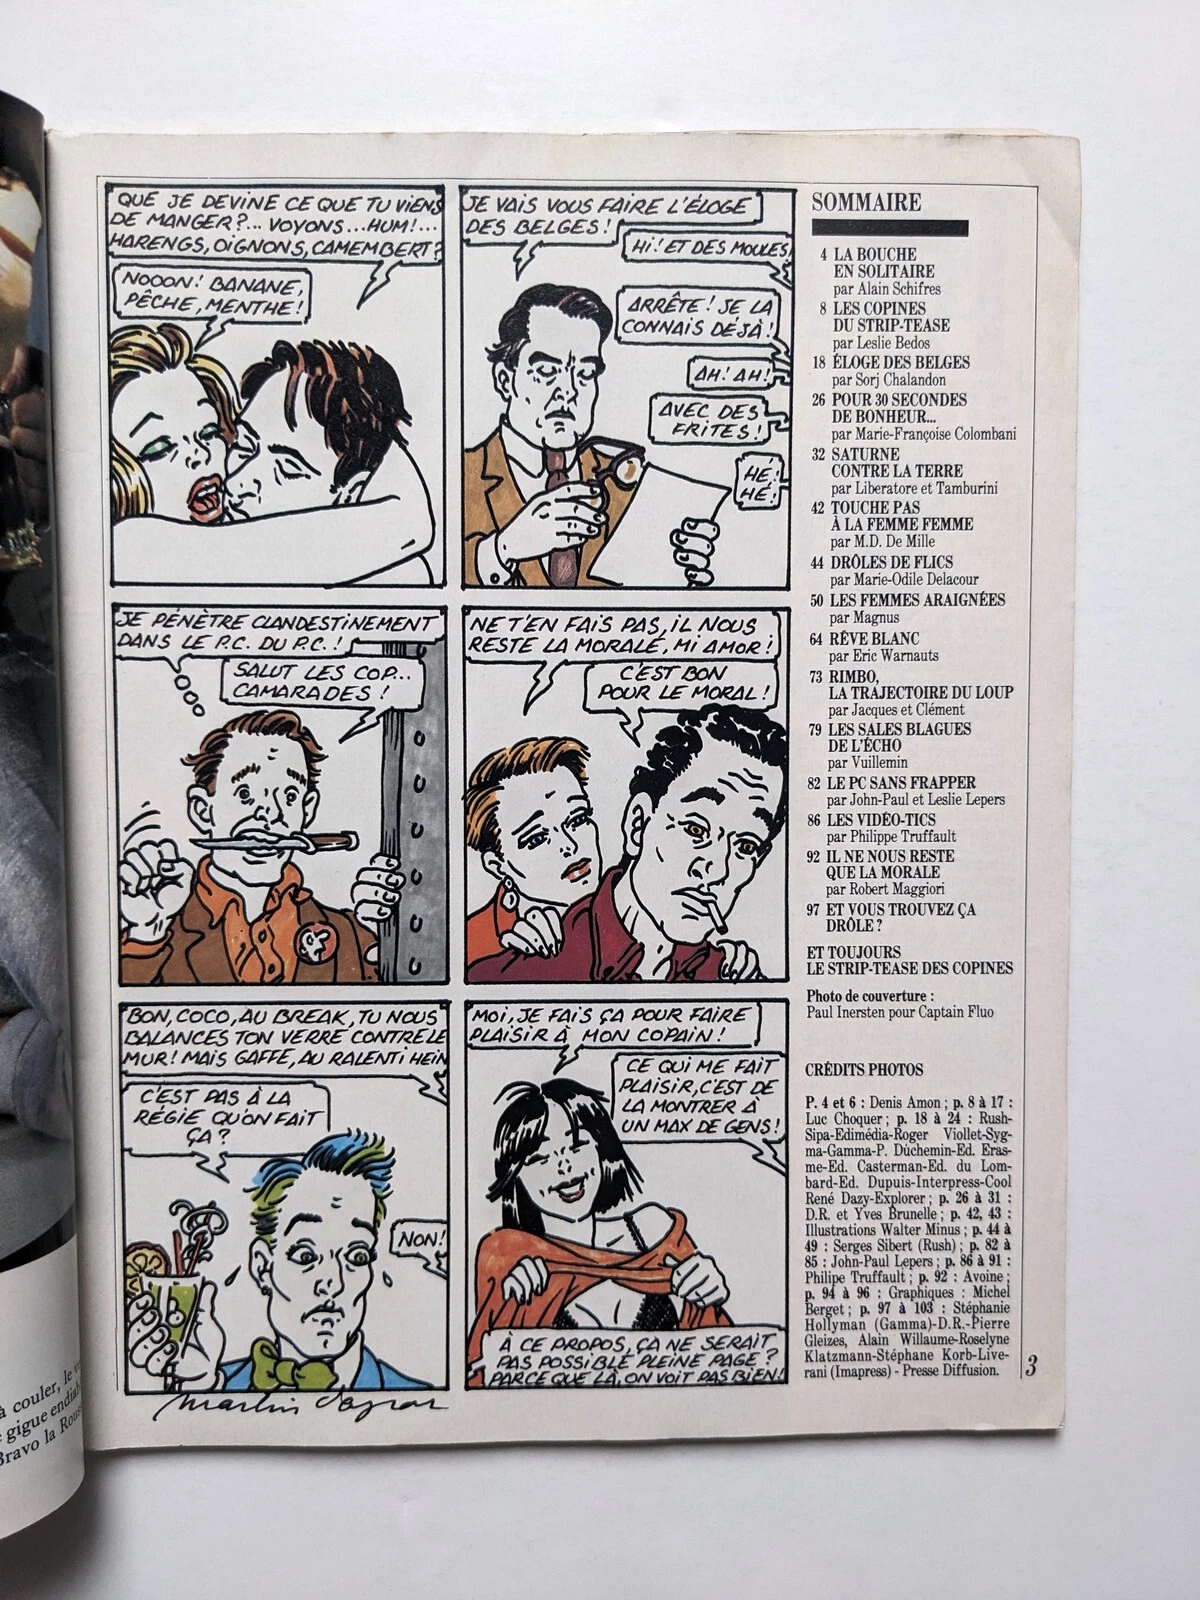 QUE JE DEVINE CE QUE TU VIENS
DE MANGER?... VOYONS...HUM!...
HARENGS, OIGNONS, CAMEMBERT?
NOOON! BANANE,
PÊCHE, MENTHE!
JE VAIS VOUS FAIRE L'ÉLOGE
DES BELGES!
HI! ET DES MOULES!
ARRÊTE! JE LA
CONNAIS DÉJÀ!
AH! AH!
AVEC DES
FRITES!
HÉ!
HÉ!
JE PÉNÈTRE CLANDESTINEMENT
DANS LE P.C. DU P.C.!
SALUT LES COP...
CAMARADES!
NE T'EN FAIS PAS, IL NOUS
RESTE LA MORALE, MI AMOR!
C'EST BON
POUR LE MORAL!
BON, COCO, AU BREAK, TU NOUS
BALANCES TON VERRE CONTRE LE
MUR! MAIS GAFFE, AU RALENTI HEIN
C'EST PAS À LA
RÉGIE QU'ON FAIT
ÇA?
NON!
MOI, JE FAIS ÇA POUR FAIRE
PLAISIR À MON COPAIN!
CE QUI ME FAIT
PLAISIR, C'EST DE
LA MONTRER À
UN MAX DE GENS!
À CE PROPOS, ÇA NE SERAIT
PAS POSSIBLE PLEINE PAGE?
PARCE QUE LÀ, ON VOIT PAS BIEN!
SOMMAIRE
4 LA BOUCHE
EN SOLITAIRE
par Alain Schifres
8 LES COPINES
DU STRIP-TEASE
par Leslie Bedos
18 ÉLOGE DES BELGES
par Sorj Chalandon
26 POUR 30 SECONDES
DE BONHEUR...
par Marie-Françoise Colombani
32 SATURNE
CONTRE LA TERRE
par Liberatore et Tamburini
42 TOUCHE PAS
À LA FEMME FEMME
par M.D. De Mille
44 DRÔLES DE FLICS
par Marie-Odile Delacour
50 LES FEMMES ARAIGNÉES
par Magnus
64 RÊVE BLANC
par Eric Warnauts
73 RIMBO,
LA TRAJECTOIRE DU LOUP
par Jacques et Clément
79 LES SALES BLAGUES
DE L'ÉCHO
par Vuillemin
82 LE PC SANS FRAPPER
par John-Paul et Leslie Lepers
86 LES VIDÉO-TICS
par Philippe Truffault
92 IL NE NOUS RESTE
QUE LA MORALE
par Robert Maggiori
97 ET VOUS TROUVEZ ÇA
DRÔLE ?
ET TOUJOURS
LE STRIP-TEASE DES COPINES
Photo de couverture :
Paul Inersten pour Captain Fluo
CRÉDITS PHOTOS
P. 4 et 6 : Denis Amon ; p. 8 à 17 :
Luc Choquer ; p. 18 à 24 : Rush-
Sipa-Edimédia-Roger Viollet-Syg-
ma-Gamma-P. Dûchemin-Ed. Eras-
me-Ed. Casterman-Ed. du Lom-
bard-Ed. Dupuis-Interpress-Cool
René Dazy-Explorer ; p. 26 à 31 :
D.R. et Yves Brunelle ; p. 42, 43 :
Illustrations Walter Minus ; p. 44 à
49 : Serges Sibert (Rush) ; p. 82 à
85 : John-Paul Lepers ; p. 86 à 91 :
Philipe Truffault ; p. 92 : Avoine ;
p. 94 à 96 : Graphiques : Michel
Berget ; p. 97 à 103 : Stéphanie
Hollyman (Gamma)-D.R.-Pierre
Gleizes, Alain Willaume-Roselyne
Klatzmann-Stéphane Korb-Live-
rani (Imapress) - Presse Diffusion.
3
à couler, le
gigue
Bravo la